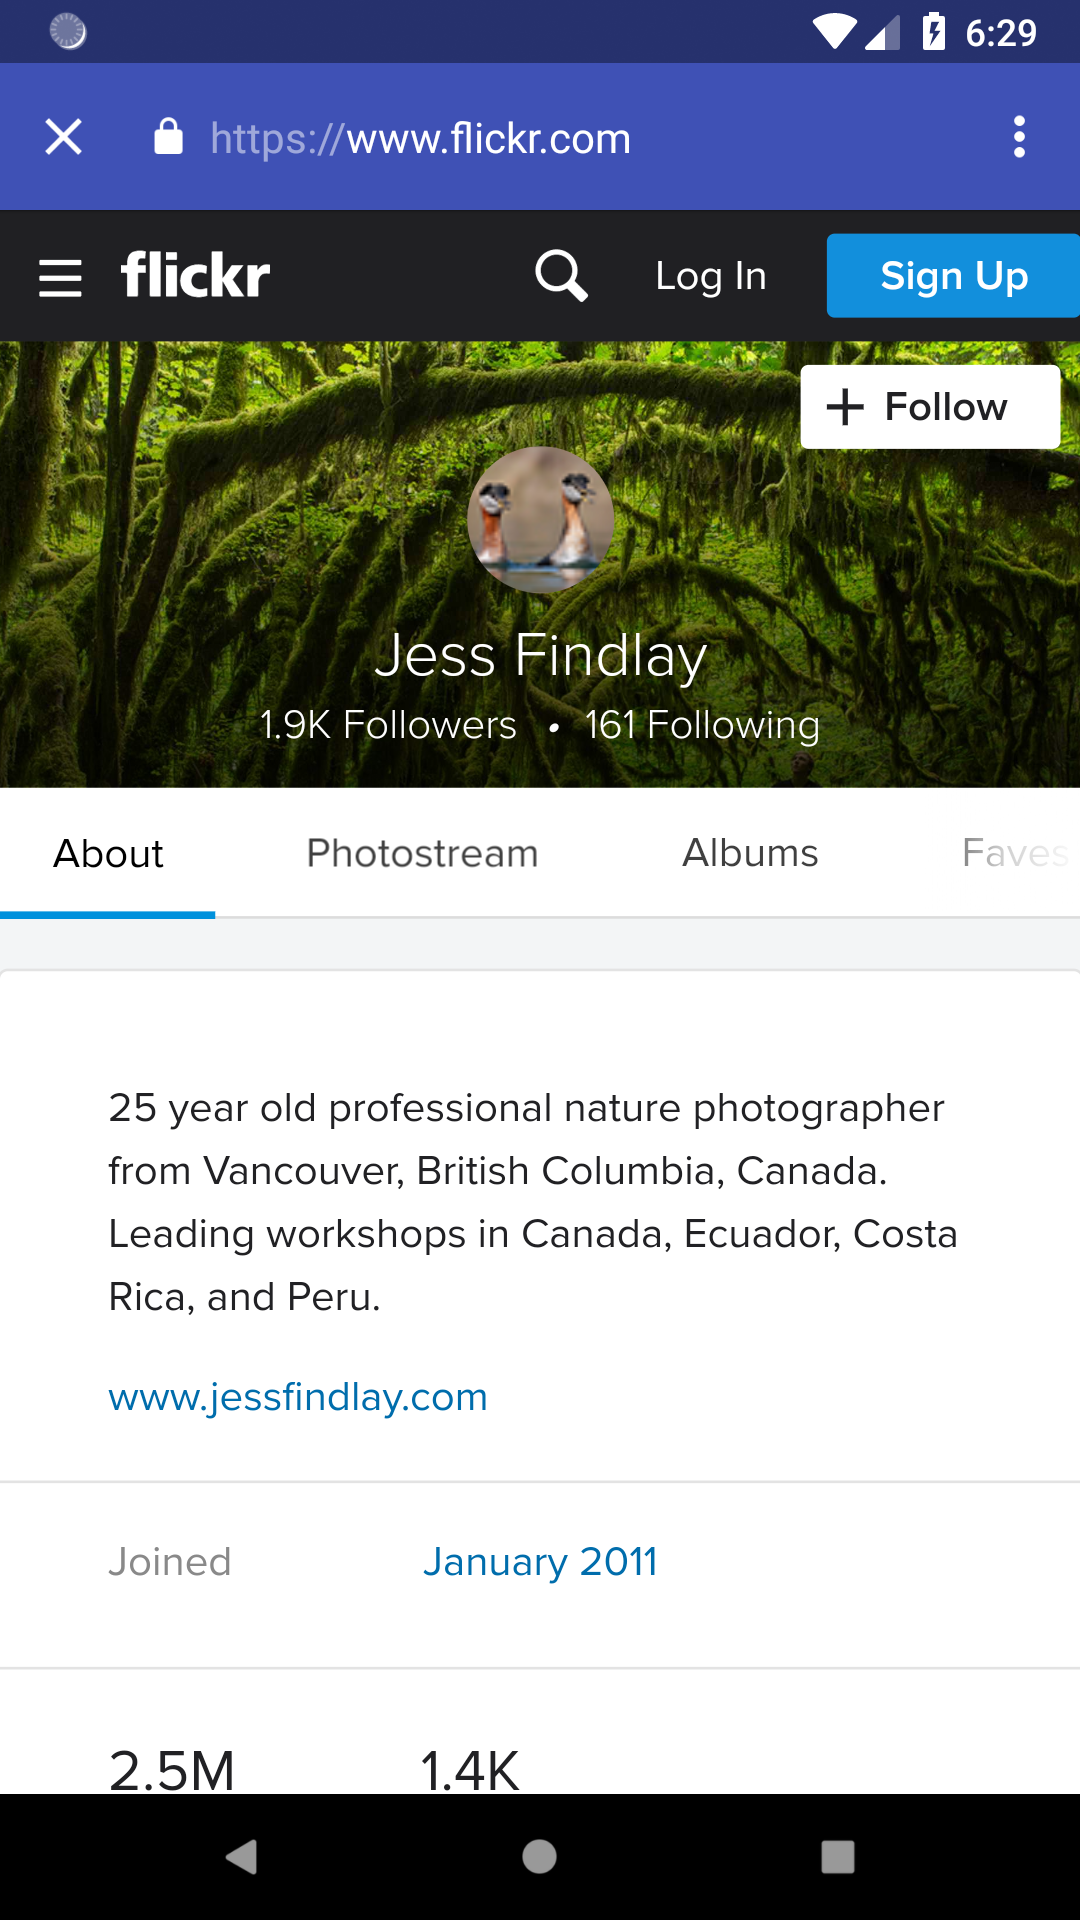 6:29
https://www.flickr.com
flickr
Log In
Sign Up
+ Follow
Jess Findlay
1.9K Followers • 161 Following
About
Photostream
Albums
Faves
25 year old professional nature photographer
from Vancouver, British Columbia, Canada.
Leading workshops in Canada, Ecuador, Costa
Rica, and Peru.
www.jessfindlay.com
Joined January 2011
2.5M 1.4K